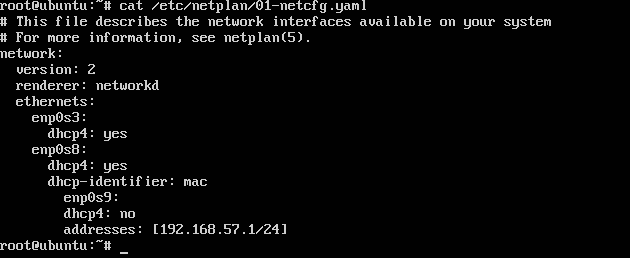 root@ubuntu:~# cat /etc/netplan/01-netcfg.yaml
# This file describes the network interfaces available on your system
# For more information, see netplan(5).
network:
  version: 2
  renderer: networkd
  ethernets:
    enp0s3:
      dhcp4: yes
    enp0s8:
      dhcp4: yes
      dhcp-identifier: mac
        enp0s9:
        dhcp4: no
        addresses: [192.168.57.1/24]
root@ubuntu:~# _